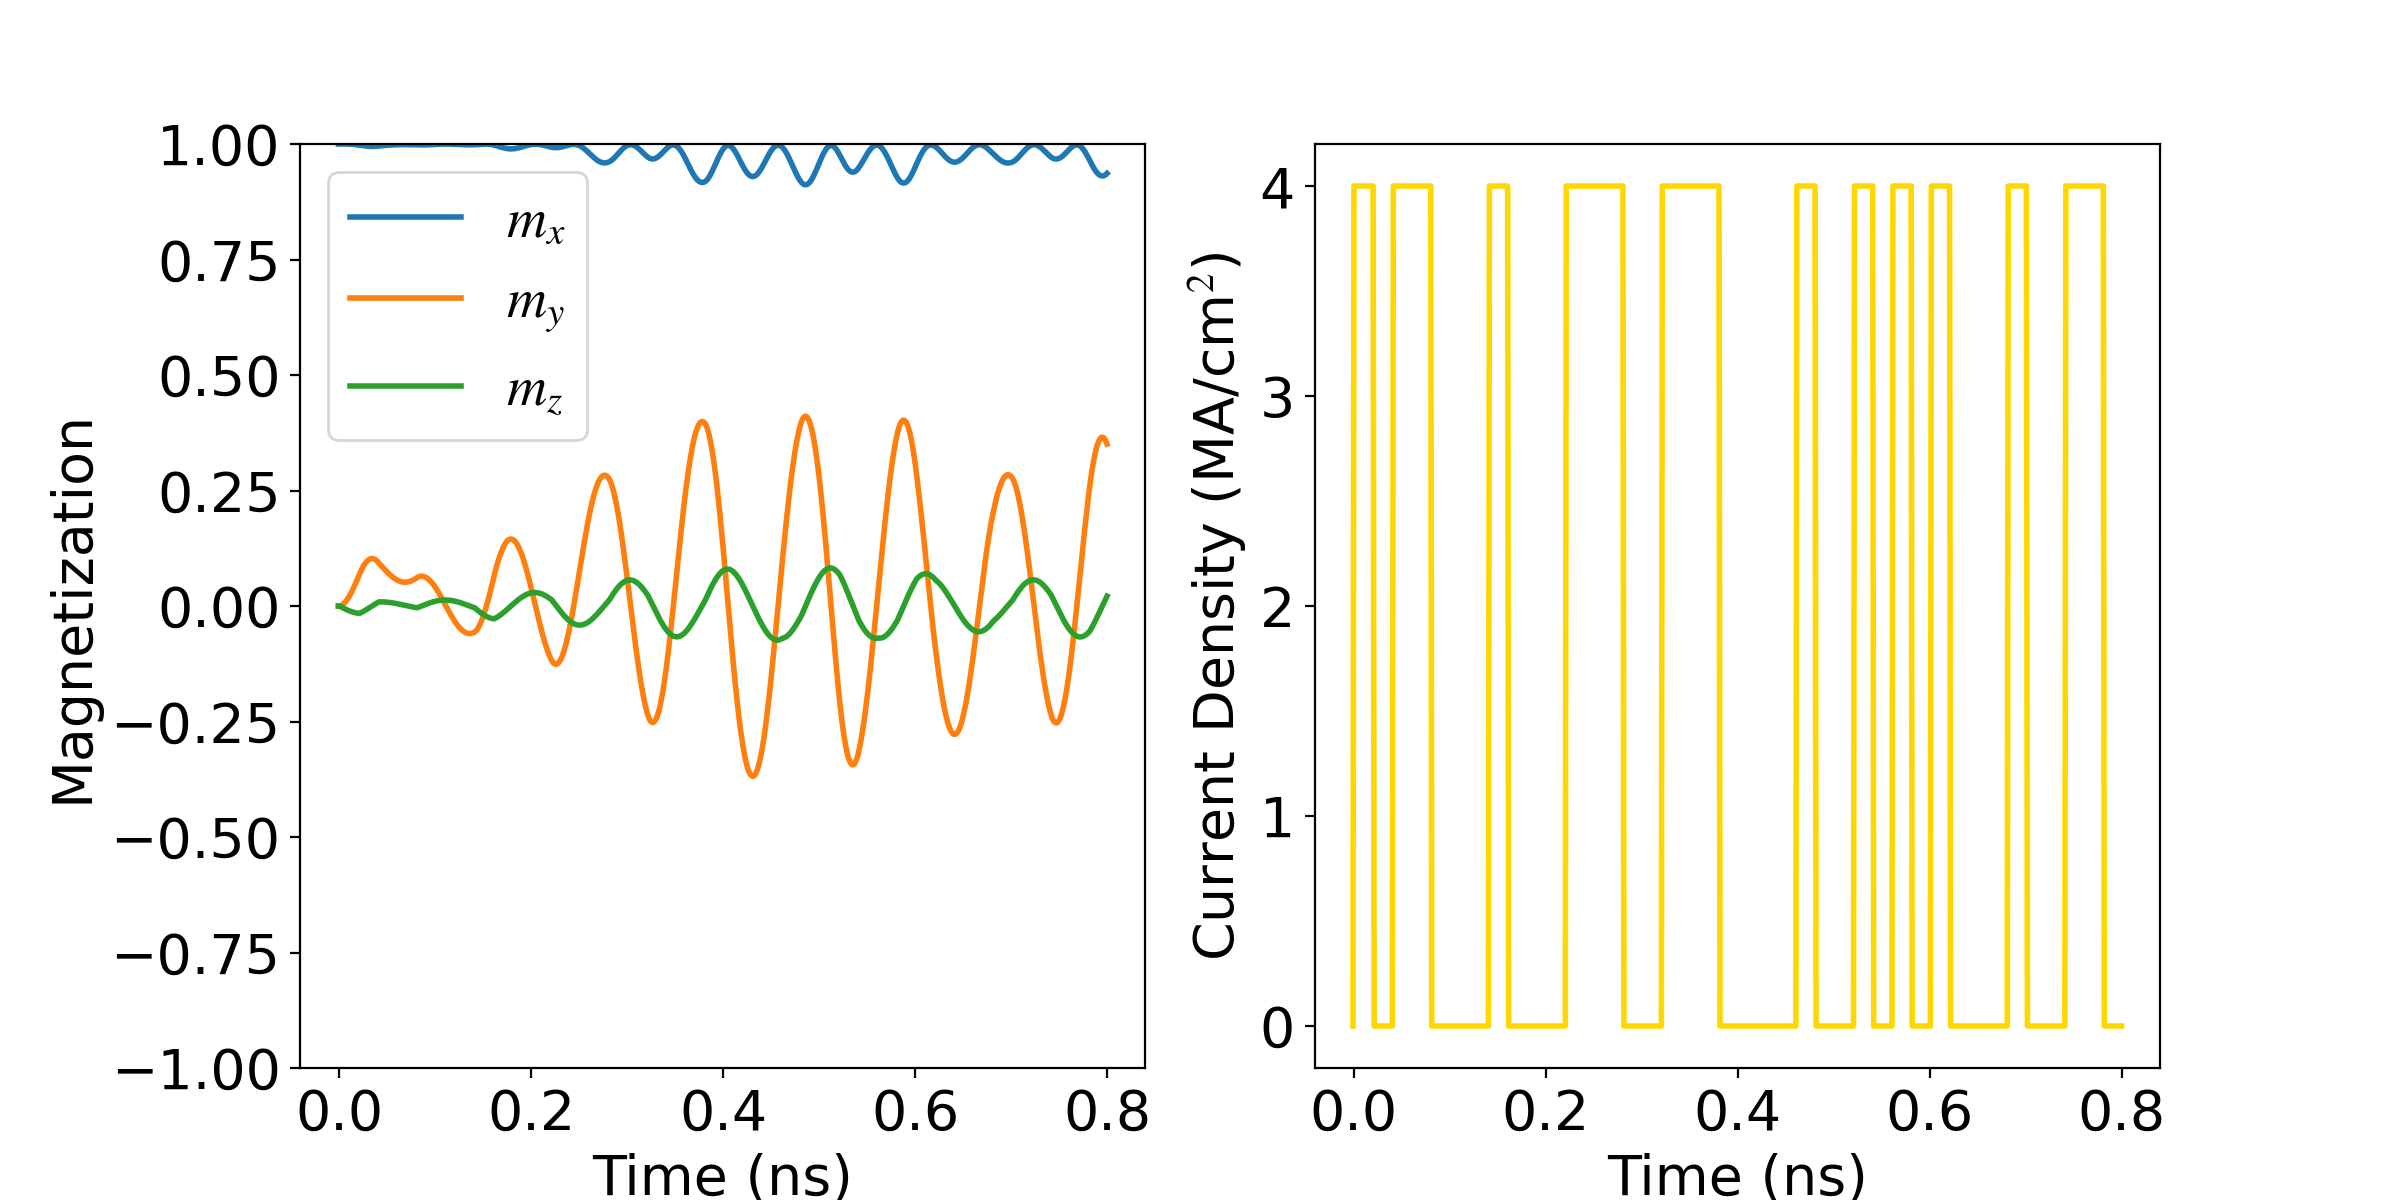 1.00
0.75
0.50
0.25
0.00
−0.25
−0.50
−0.75
−1.00
Magnetization
m_x
m_y
m_z
0.0 0.2 0.4 0.6 0.8
Time (ns)
4
3
2
1
0
Current Density (MA/cm²)
0.0 0.2 0.4 0.6 0.8
Time (ns)